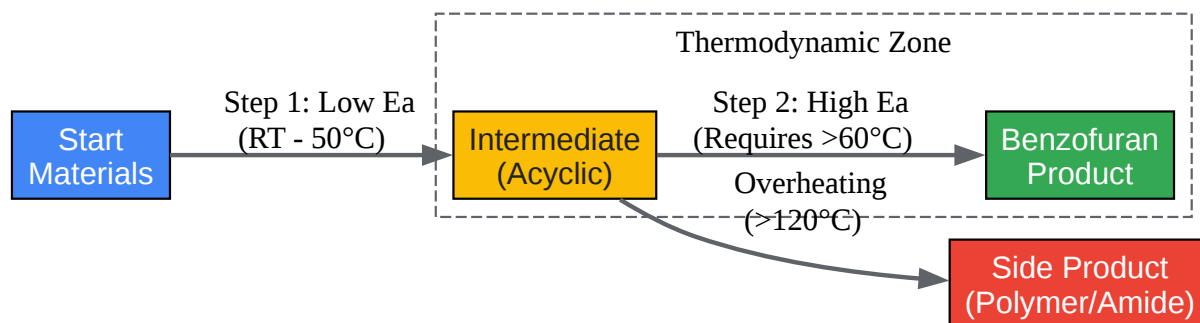 Thermodynamic Zone
Start
Materials
Step 1: Low Ea
(RT - 50°C)
Intermediate
(Acyclic)
Step 2: High Ea
(Requires >60°C)
Benzofuran
Product
Overheating
(>120°C)
Side Product
(Polymer/Amide)